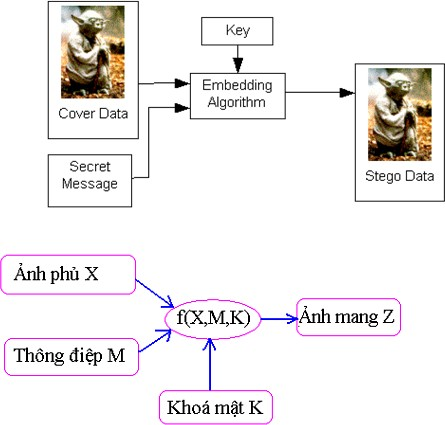 Key
Cover Data
Embedding
Algorithm
Secret
Message
Stego Data
Ảnh phủ X
f(X,M,K)
Ảnh mang Z
Thông điệp M
Khoá mật K